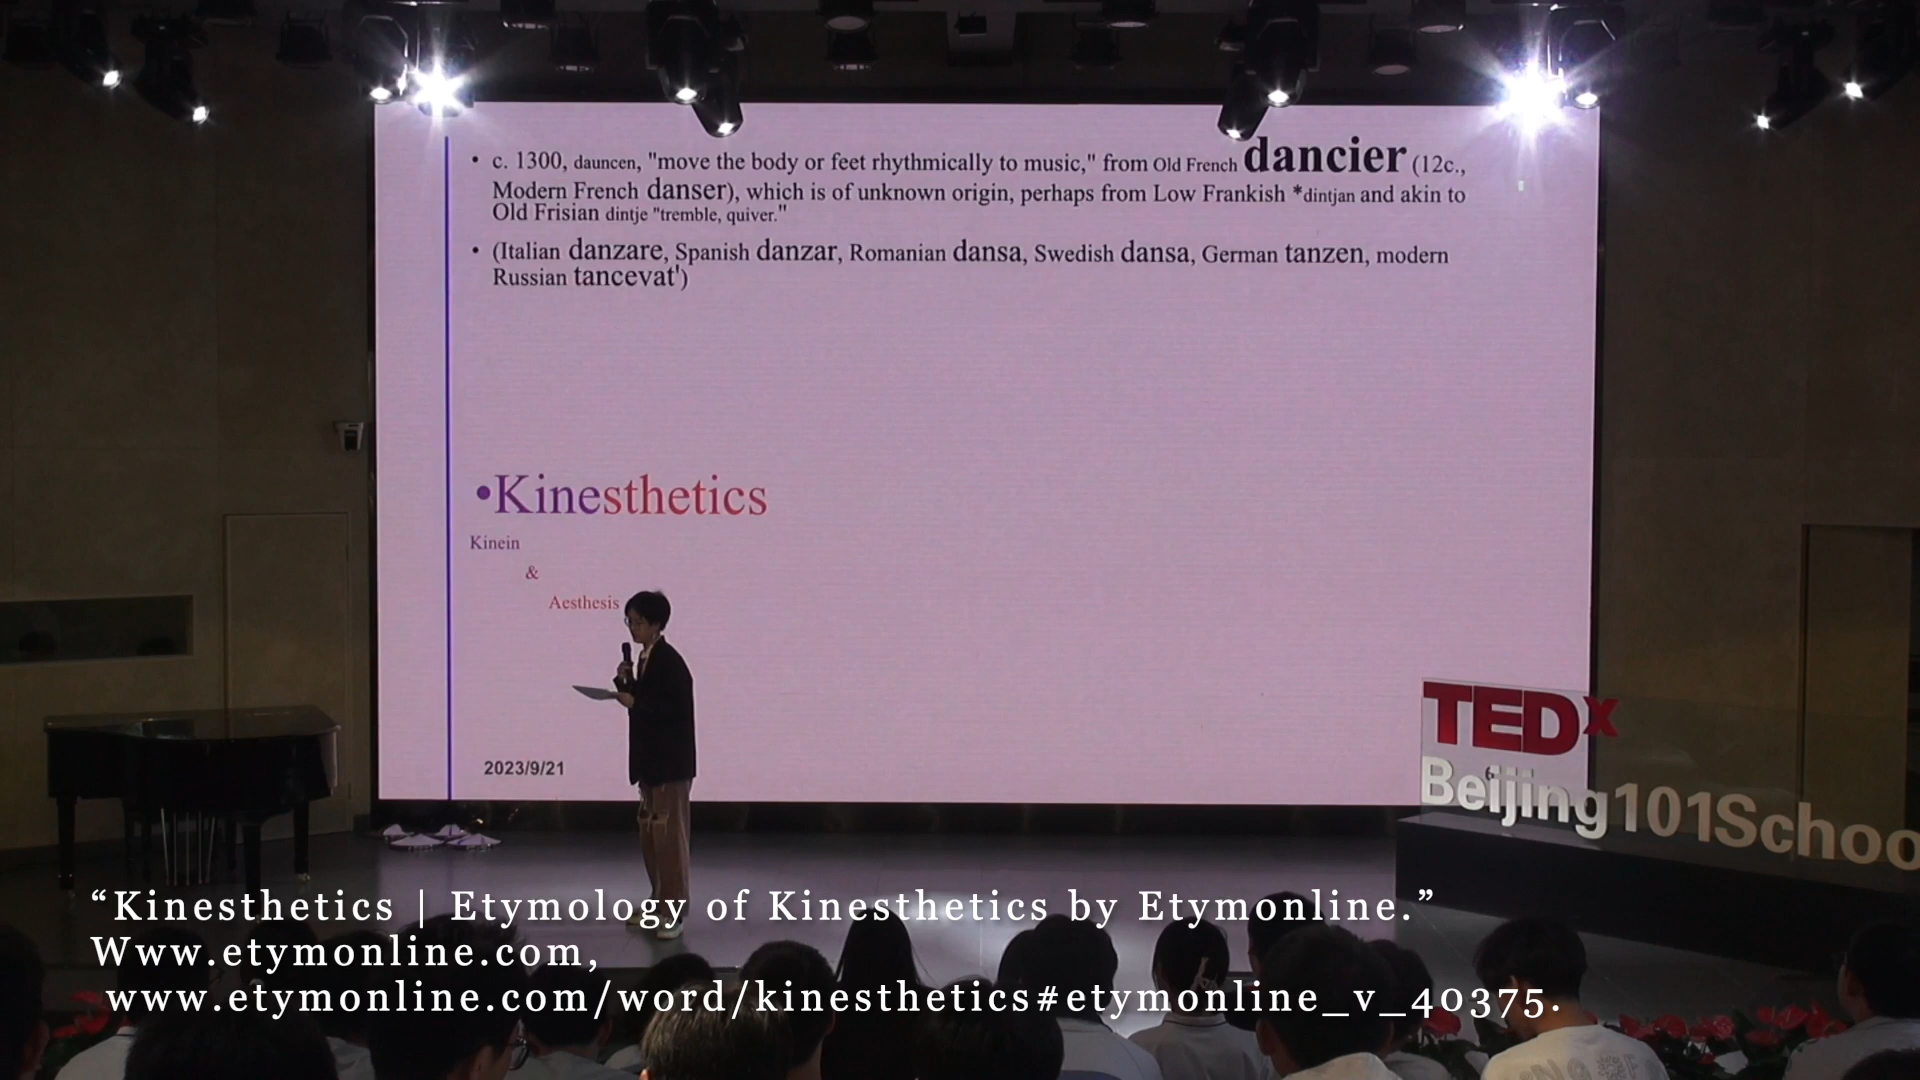 • c. 1300, dauncen, "move the body or feet rhythmically to music," from Old French dancier (12c.,
Modern French danser), which is of unknown origin, perhaps from Low Frankish *dintjan and akin to
Old Frisian dintje "tremble, quiver."
• (Italian danzare, Spanish danzar, Romanian dansa, Swedish dansa, German tanzen, modern
Russian tancevat')
•Kinesthetics
Kinein
&
Aesthesis
2023/9/21
TEDx
Beijing101Schoo
“Kinesthetics | Etymology of Kinesthetics by Etymonline.”
Www.etymonline.com,
www.etymonline.com/word/kinesthetics#etymonline_v_40375.